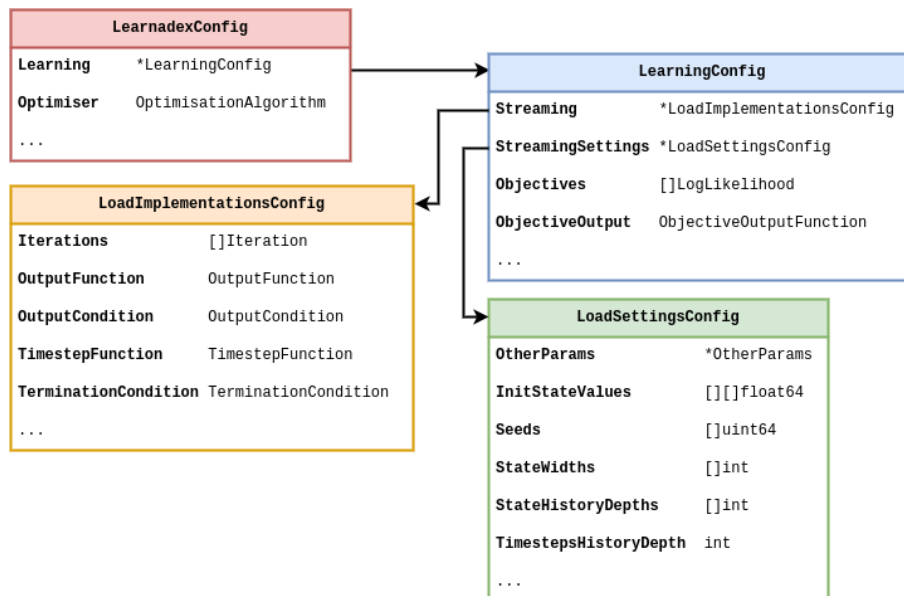 LearnadexConfig
Learning *LearningConfig
Optimiser OptimisationAlgorithm
...
LearningConfig
Streaming *LoadImplementationsConfig
StreamingSettings *LoadSettingsConfig
Objectives []LogLikelihood
ObjectiveOutput ObjectiveOutputFunction
...
LoadImplementationsConfig
Iterations []Iteration
OutputFunction OutputFunction
OutputCondition OutputCondition
TimestepFunction TimestepFunction
TerminationCondition TerminationCondition
...
LoadSettingsConfig
OtherParams *OtherParams
InitStateValues [][]float64
Seeds []uint64
StateWidths []int
StateHistoryDepths []int
TimestepsHistoryDepth int
...